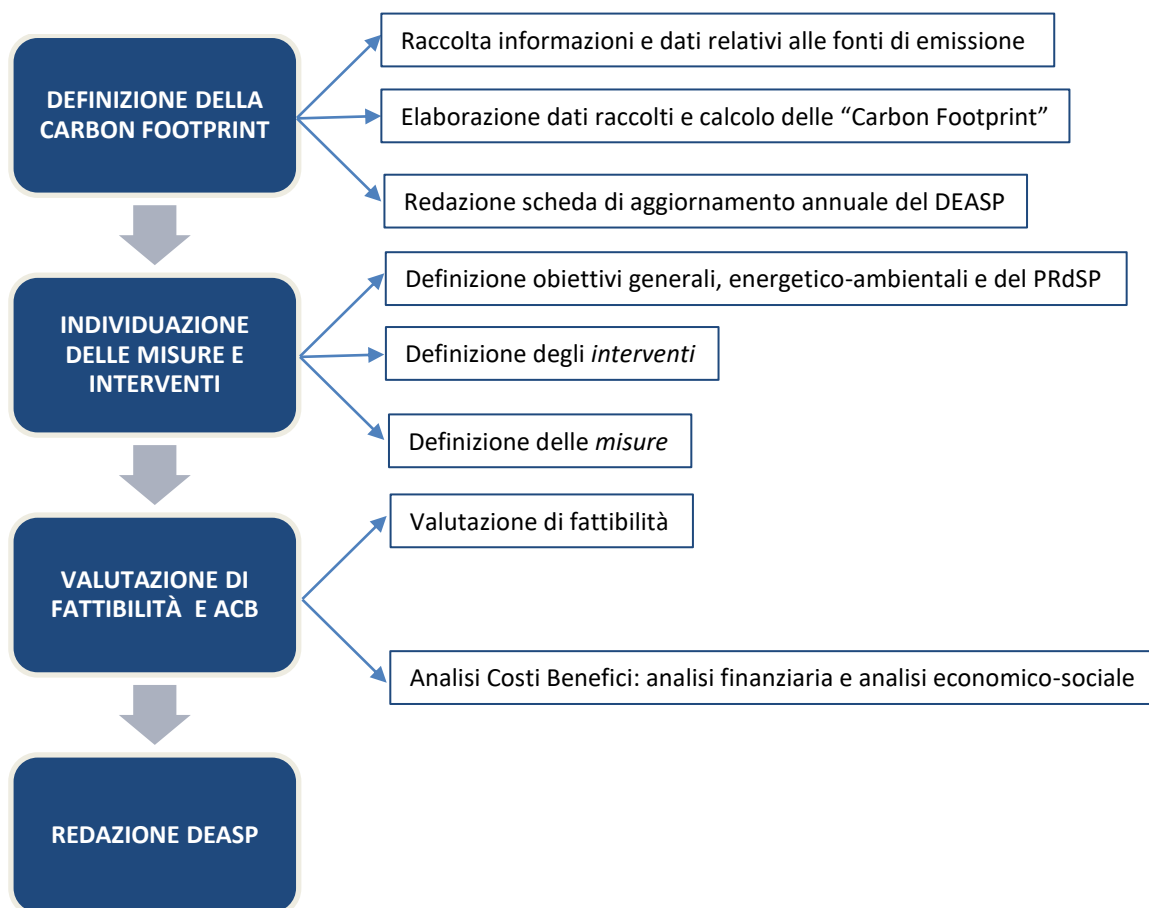 DEFINIZIONE DELLA
CARBON FOOTPRINT
Raccolta informazioni e dati relativi alle fonti di emissione
Elaborazione dati raccolti e calcolo delle “Carbon Footprint”
Redazione scheda di aggiornamento annuale del DEASP
INDIVIDUAZIONE
DELLE MISURE E
INTERVENTI
Definizione obiettivi generali, energetico-ambientali e del PRdSP
Definizione degli interventi
Definizione delle misure
VALUTAZIONE DI
FATTIBILITÀ E ACB
Valutazione di fattibilità
Analisi Costi Benefici: analisi finanziaria e analisi economico-sociale
REDAZIONE DEASP